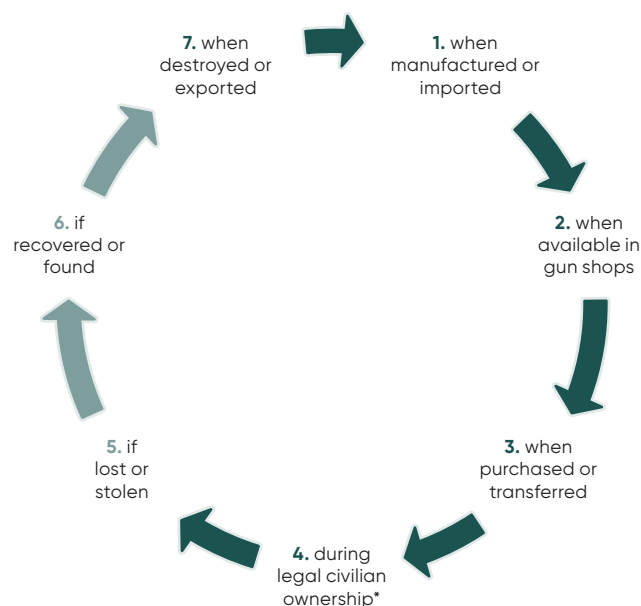 1. when
manufactured or
imported
2. when
available in
gun shops
3. when
purchased or
transferred
4. during
legal civilian
ownership*
5. if
lost or
stolen
6. if
recovered or
found
7. when
destroyed or
exported